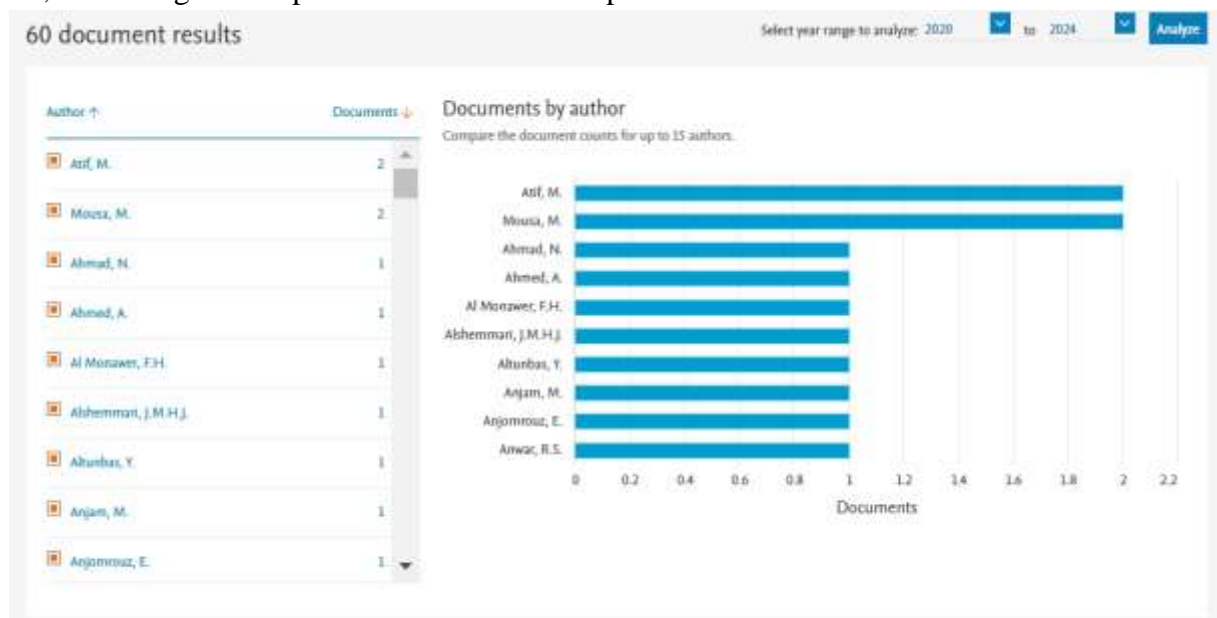 60 document results
Select year range to analyze: 2020 to 2024 Analyze
Author Documents
Atif, M. 2
Mousa, M. 2
Ahmad, N. 1
Ahmed, A. 1
Al Monawer, F.H. 1
Alshemmari, J.M.H.J. 1
Altunbas, Y. 1
Anjam, M. 1
Anjomrouz, E. 1
Documents by author
Compare the document counts for up to 15 authors.
Atif, M.
Mousa, M.
Ahmad, N.
Ahmed, A.
Al Monawer, F.H.
Alshemmari, J.M.H.J.
Altunbas, Y.
Anjam, M.
Anjomrouz, E.
Anwar, R.S.
0 0.2 0.4 0.6 0.8 1 1.2 1.4 1.6 1.8 2 2.2
Documents